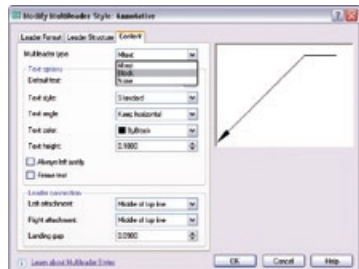 Modify Multileader Style: Annotative
Leader Format Leader Structure Content
Multileader type: Mtext
Mtext
Block
None
Text options
Default text:
Text style: Standard
Text angle: Keep horizontal
Text color: ByBlock
Text height: 0.1800
Always left justify
Frame text
Leader connection
Left attachment: Middle of top line
Right attachment: Middle of top line
Landing gap: 0.0900
Learn about Multileader Styles
OK Cancel Help